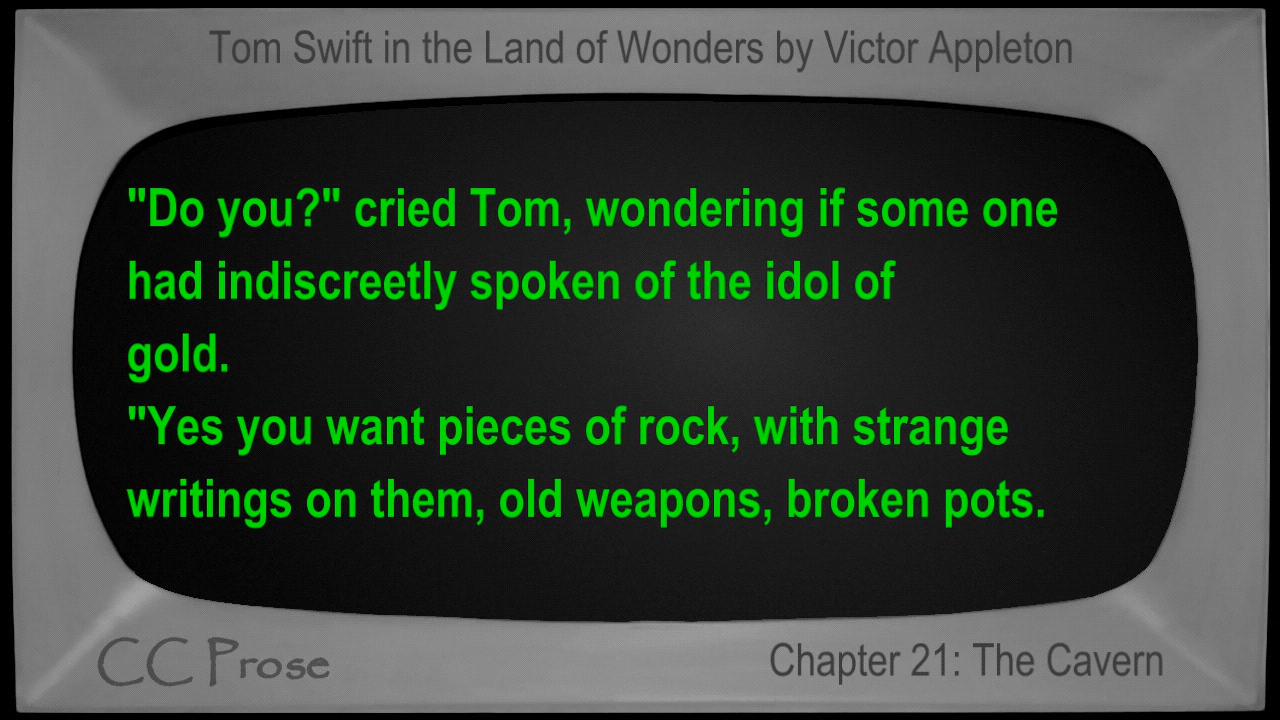 Tom Swift in the Land of Wonders by Victor Appleton
"Do you?" cried Tom, wondering if some one
had indiscreetly spoken of the idol of
gold.
"Yes you want pieces of rock, with strange
writings on them, old weapons, broken pots.
CC Prose
Chapter 21: The Cavern